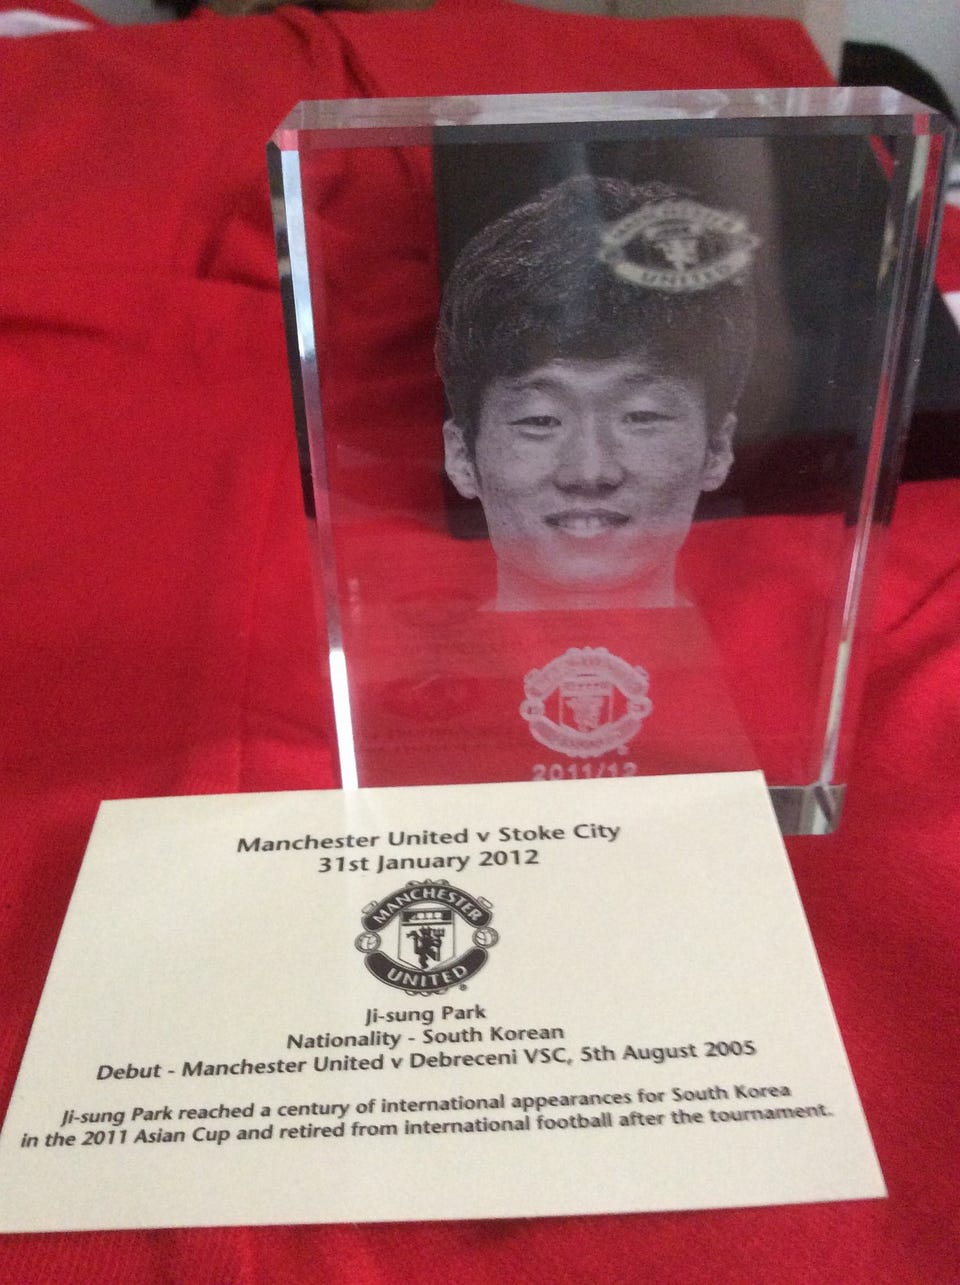 MANCHESTER
UNITED
2011/12
Manchester United v Stoke City
31st January 2012
MANCHESTER
UNITED
Ji-sung Park
Nationality - South Korean
Debut - Manchester United v Debreceni VSC, 5th August 2005
Ji-sung Park reached a century of international appearances for South Korea
in the 2011 Asian Cup and retired from international football after the tournament.